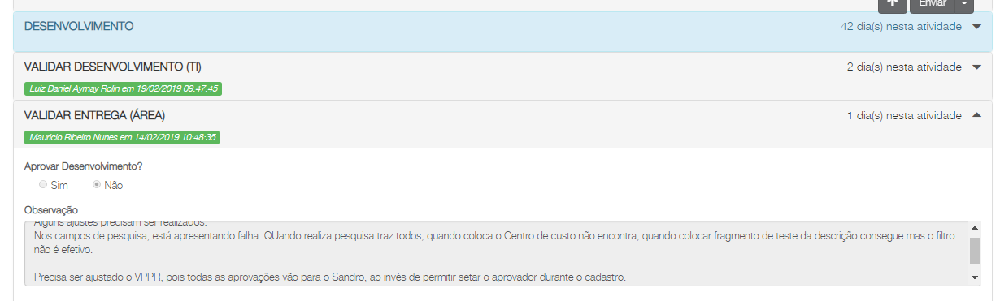 Enviar
DESENVOLVIMENTO 42 dia(s) nesta atividade
VALIDAR DESENVOLVIMENTO (TI) 2 dia(s) nesta atividade
Luiz Daniel Aymay Rolin em 19/02/2019 09:47:45
VALIDAR ENTREGA (ÁREA) 1 dia(s) nesta atividade
Mauricio Ribeiro Nunes em 14/02/2019 10:48:35
Aprovar Desenvolvimento?
Sim Não
Observação
Alguns ajustes precisam ser realizados.
Nos campos de pesquisa, está apresentando falha. QUando realiza pesquisa traz todos, quando coloca o Centro de custo não encontra, quando colocar fragmento de teste da descrição consegue mas o filtro
não é efetivo.
Precisa ser ajustado o VPPR, pois todas as aprovações vão para o Sandro, ao invés de permitir setar o aprovador durante o cadastro.